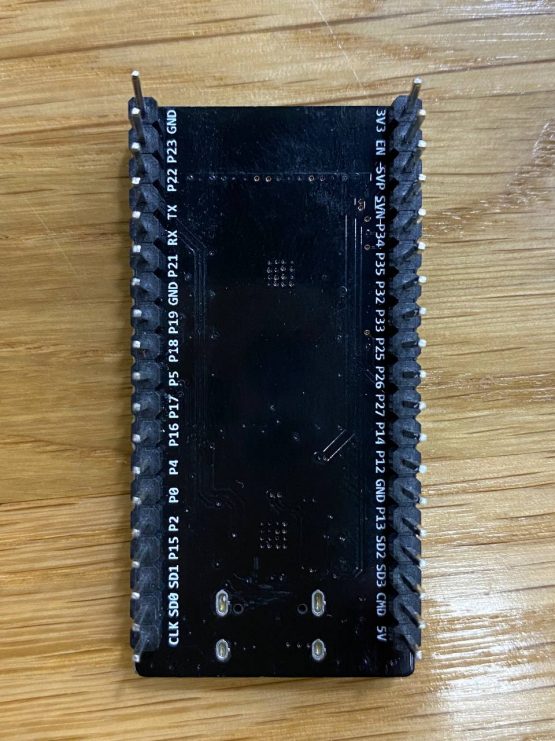 GND P23 P22 TX RX P21 GND P19 P18 P5 P17 P16 P4 P0 P2 P15 SD1 SD0 CLK
3V3 EN SVP SVN P34 P35 P32 P33 P25 P26 P27 P14 P12 GND P13 SD2 SD3 CMD 5V